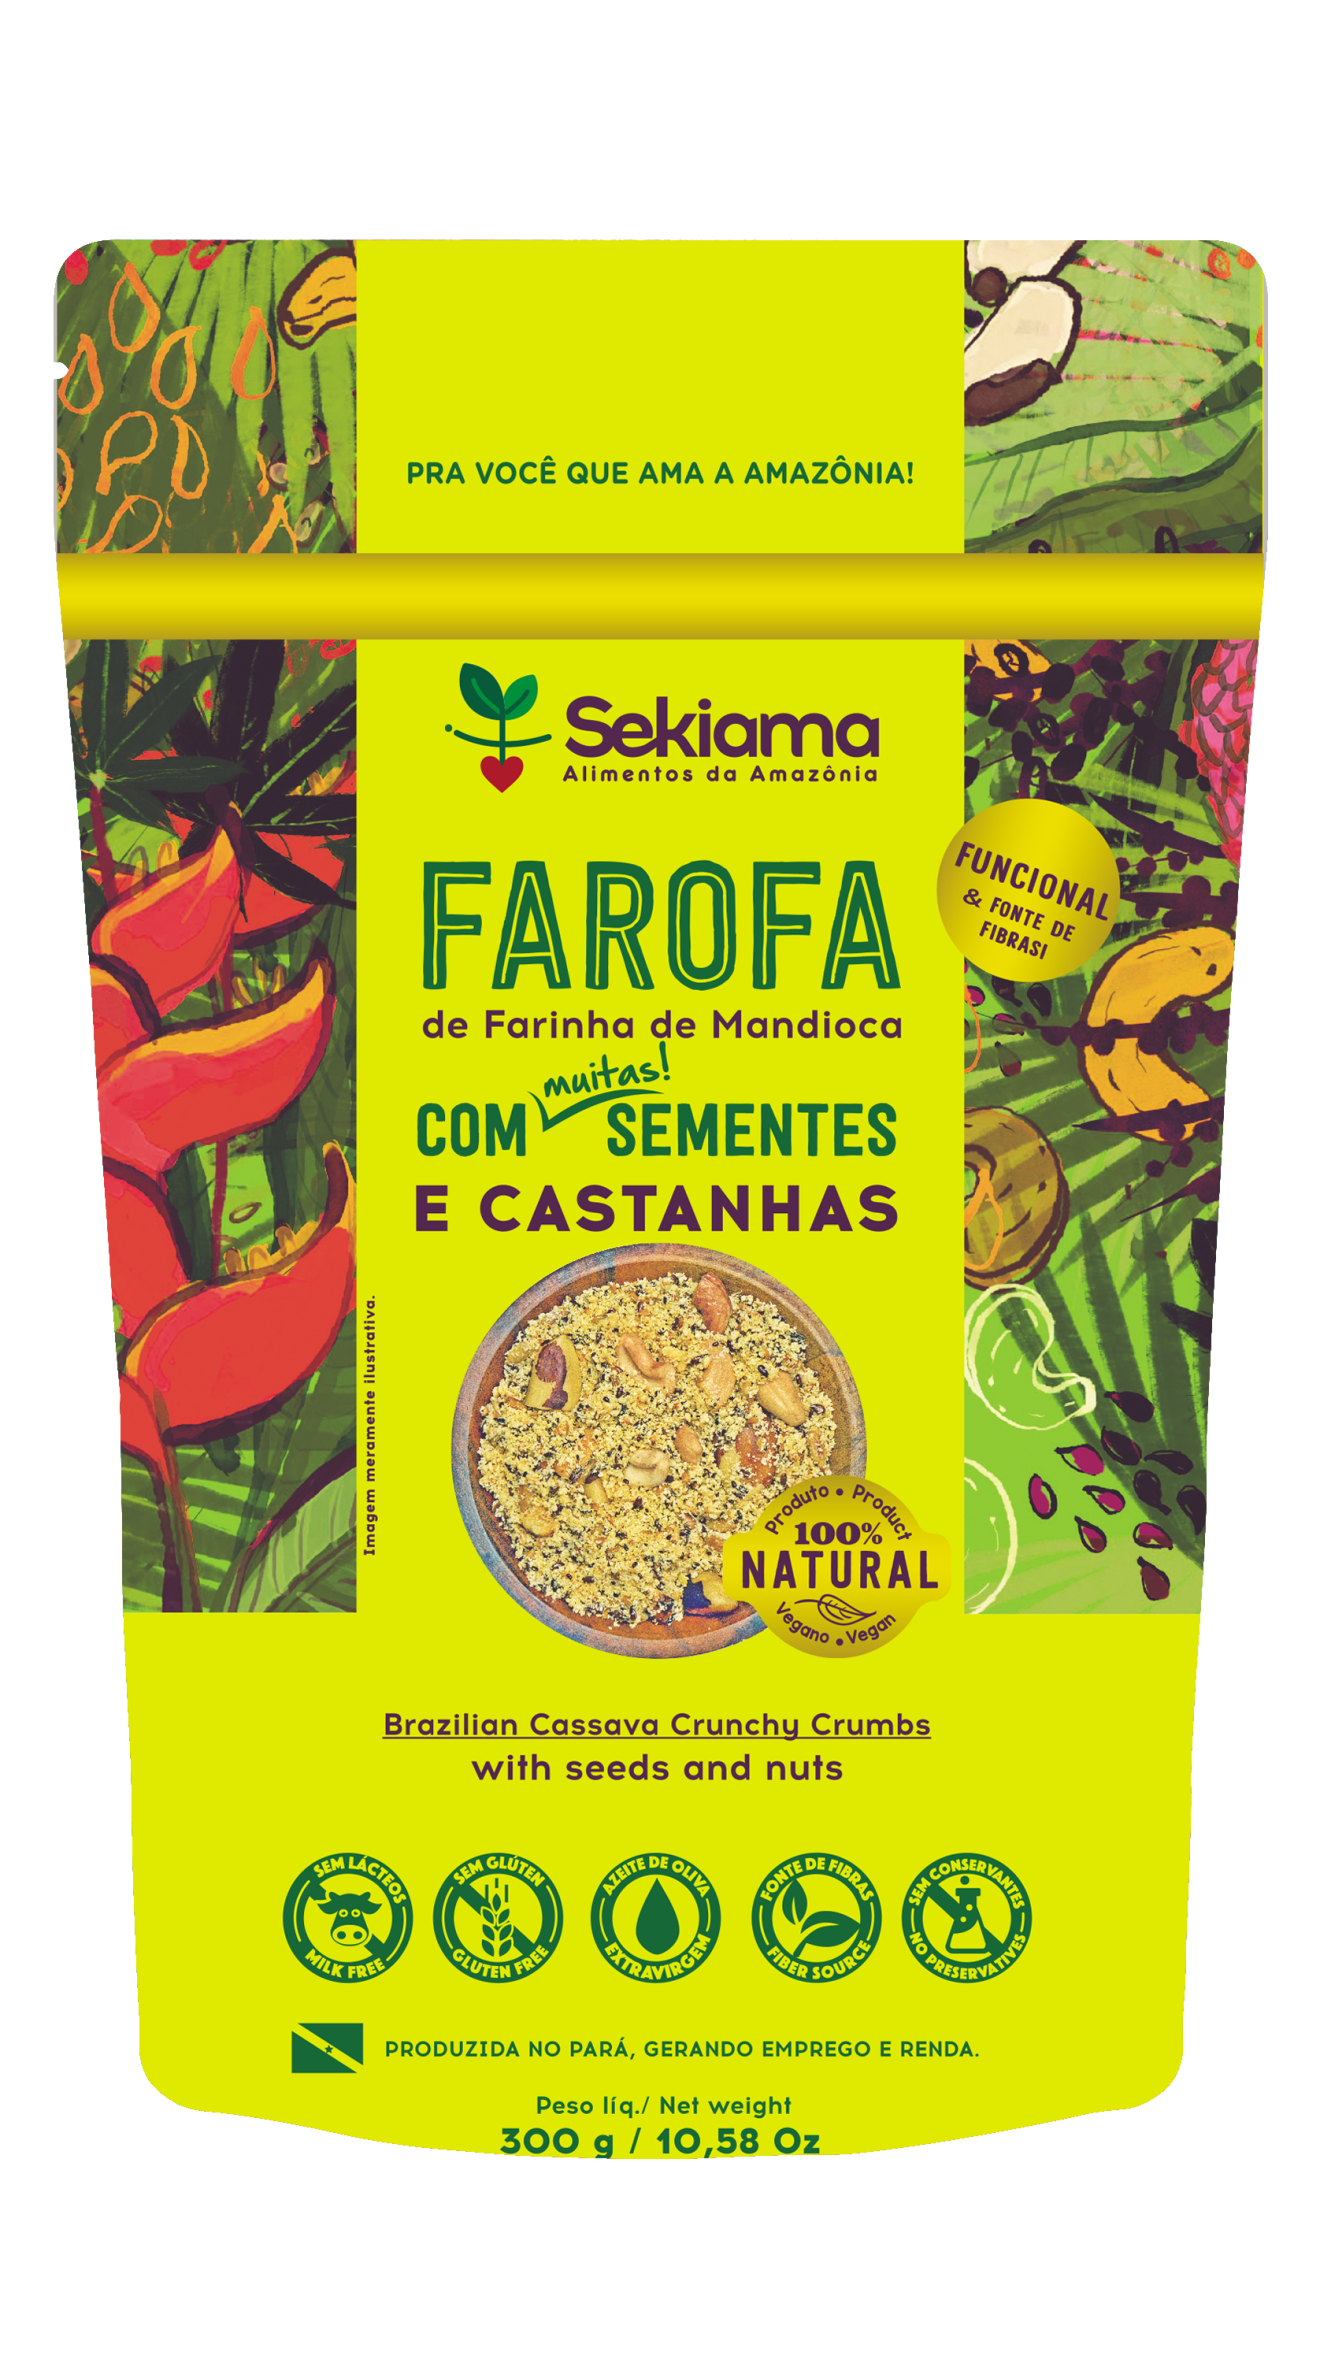 PRA VOCÊ QUE AMA A AMAZÔNIA!
Sekiama
Alimentos da Amazônia
FUNCIONAL
& FONTE DE
FIBRAS!
FAROFA
de Farinha de Mandioca
muitas!
COM SEMENTES
E CASTANHAS
Imagem meramente ilustrativa.
Produto • Product
100%
NATURAL
Vegano • Vegan
Brazilian Cassava Crunchy Crumbs
with seeds and nuts
SEM LÁCTEOS
MILK FREE
SEM GLÚTEN
GLUTEN FREE
AZEITE DE OLIVA
EXTRAVIRGEM
FONTE DE FIBRAS
FIBER SOURCE
SEM CONSERVANTES
NO PRESERVATIVES
PRODUZIDA NO PARÁ, GERANDO EMPREGO E RENDA.
Peso líq./ Net weight
300 g / 10,58 Oz